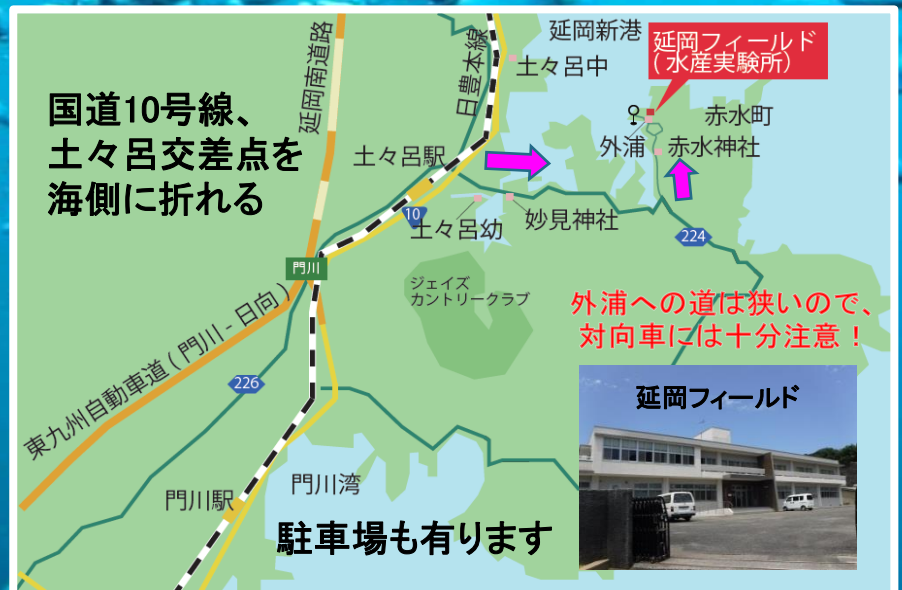 延岡新港
延岡フィールド
(水産実験所)
土々呂中
日豊本線
延岡南道路
赤水町
外浦
赤水神社
国道10号線、
土々呂交差点を
海側に折れる
土々呂駅
10
土々呂幼
妙見神社
224
門川
ジェイズ
カントリークラブ
外浦への道は狭いので、
対向車には十分注意！
東九州自動車道(門川-日向)
226
延岡フィールド
門川駅
門川湾
駐車場も有ります